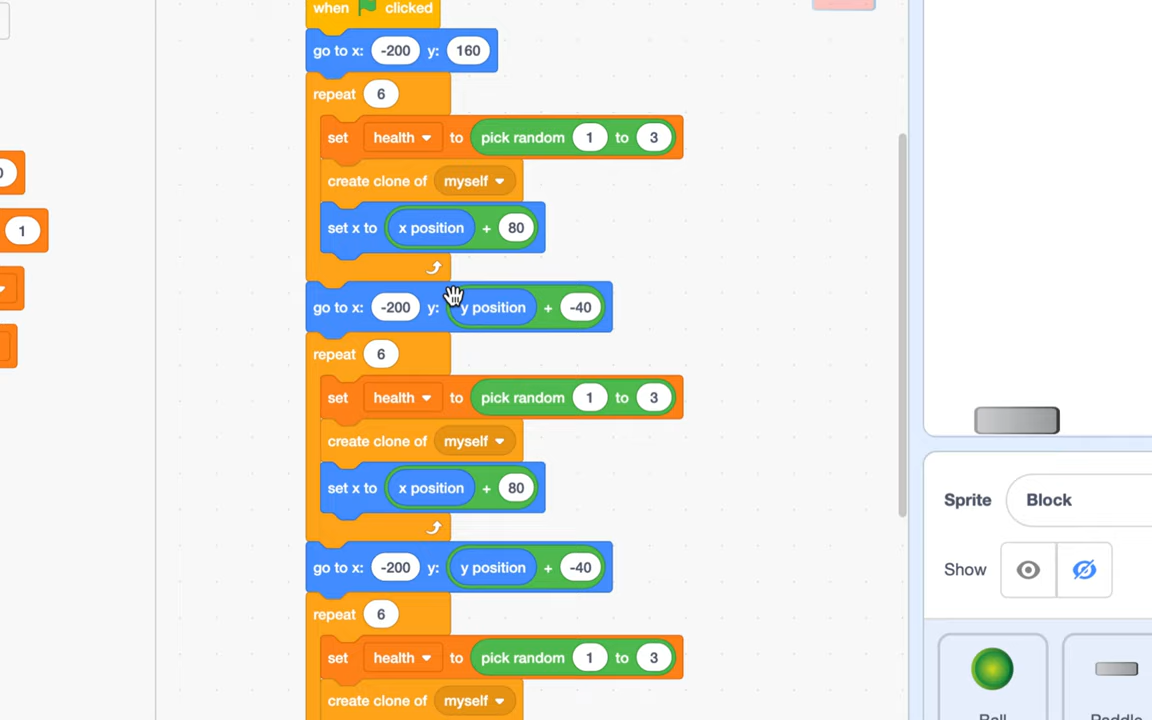 when clicked
go to x: -200 y: 160
repeat 6
set health to pick random 1 to 3
create clone of myself
set x to x position + 80
go to x: -200 y: y position + -40
repeat 6
set health to pick random 1 to 3
create clone of myself
set x to x position + 80
go to x: -200 y: y position + -40
repeat 6
set health to pick random 1 to 3
create clone of myself
0
1
Sprite Block
Show
Ball
Paddle